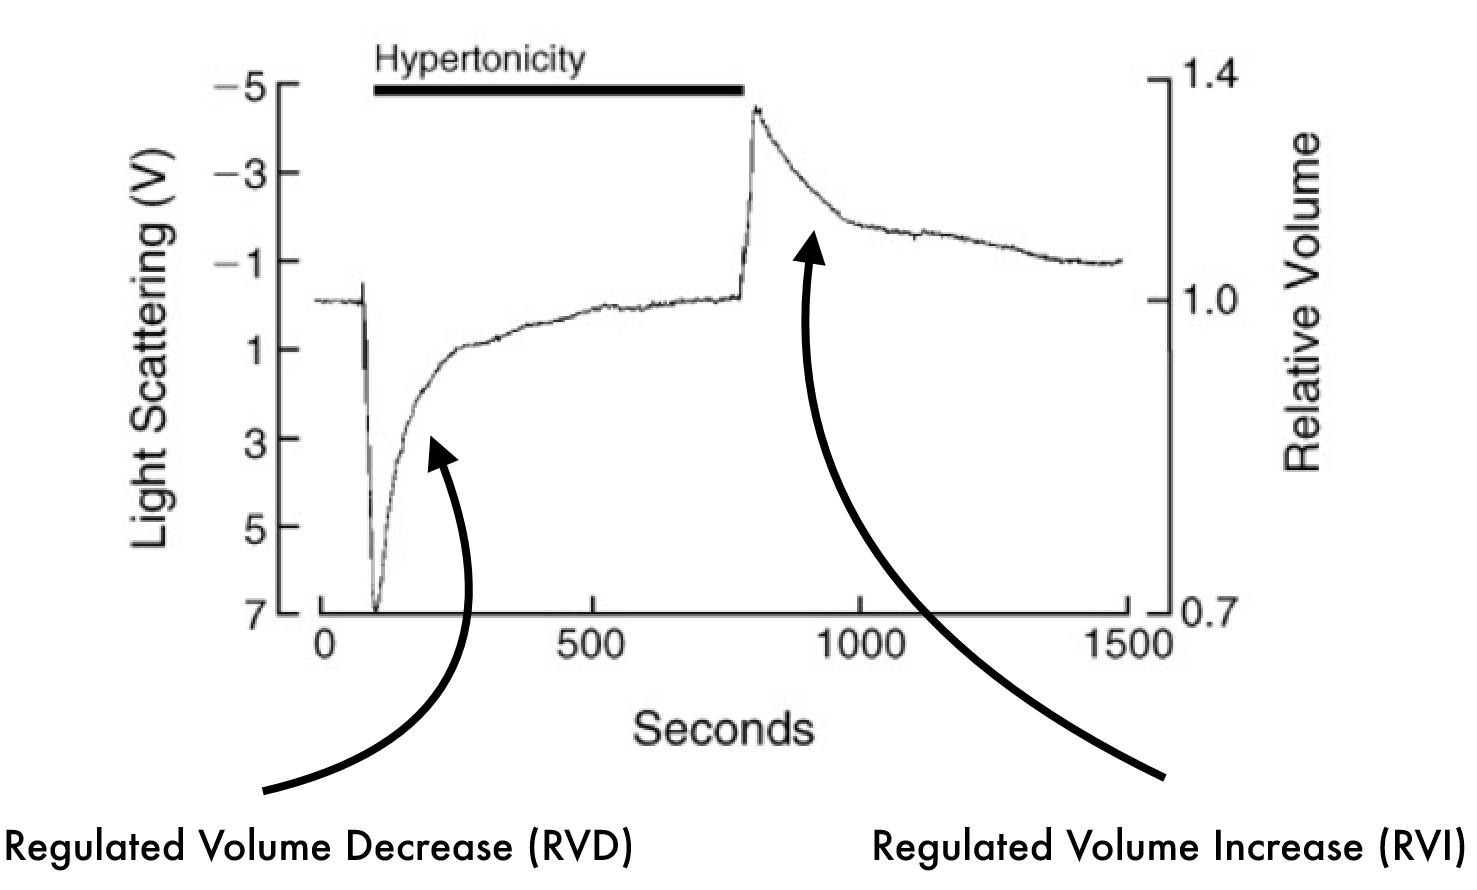 Hypertonicity
Light Scattering (V)
−5
−3
−1
1
3
5
7
1.4
1.0
0.7
Relative Volume
0
500
1000
1500
Seconds
Regulated Volume Decrease (RVD)
Regulated Volume Increase (RVI)